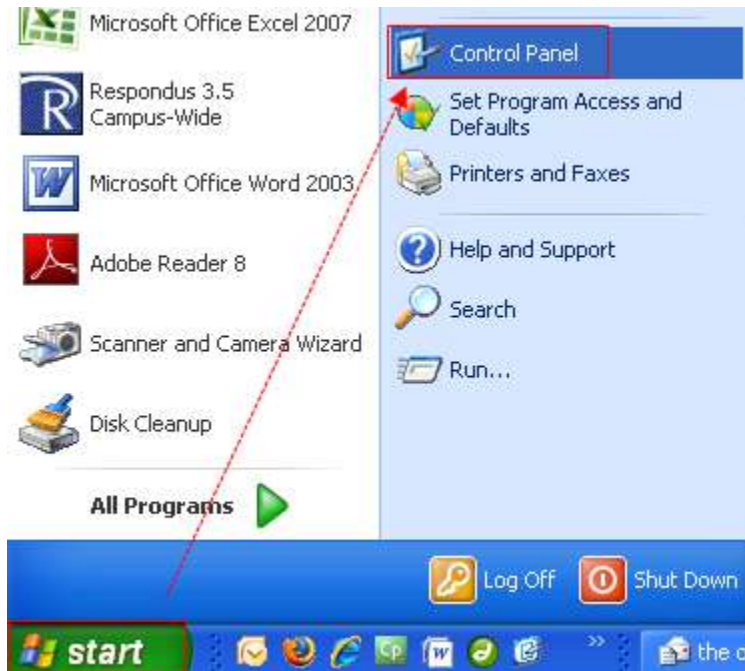 Microsoft Office Excel 2007
Respondus 3.5
Campus-Wide
Microsoft Office Word 2003
Adobe Reader 8
Scanner and Camera Wizard
Disk Cleanup
All Programs
Control Panel
Set Program Access and
Defaults
Printers and Faxes
Help and Support
Search
Run...
Log Off
Shut Down
start
Cp
W
the